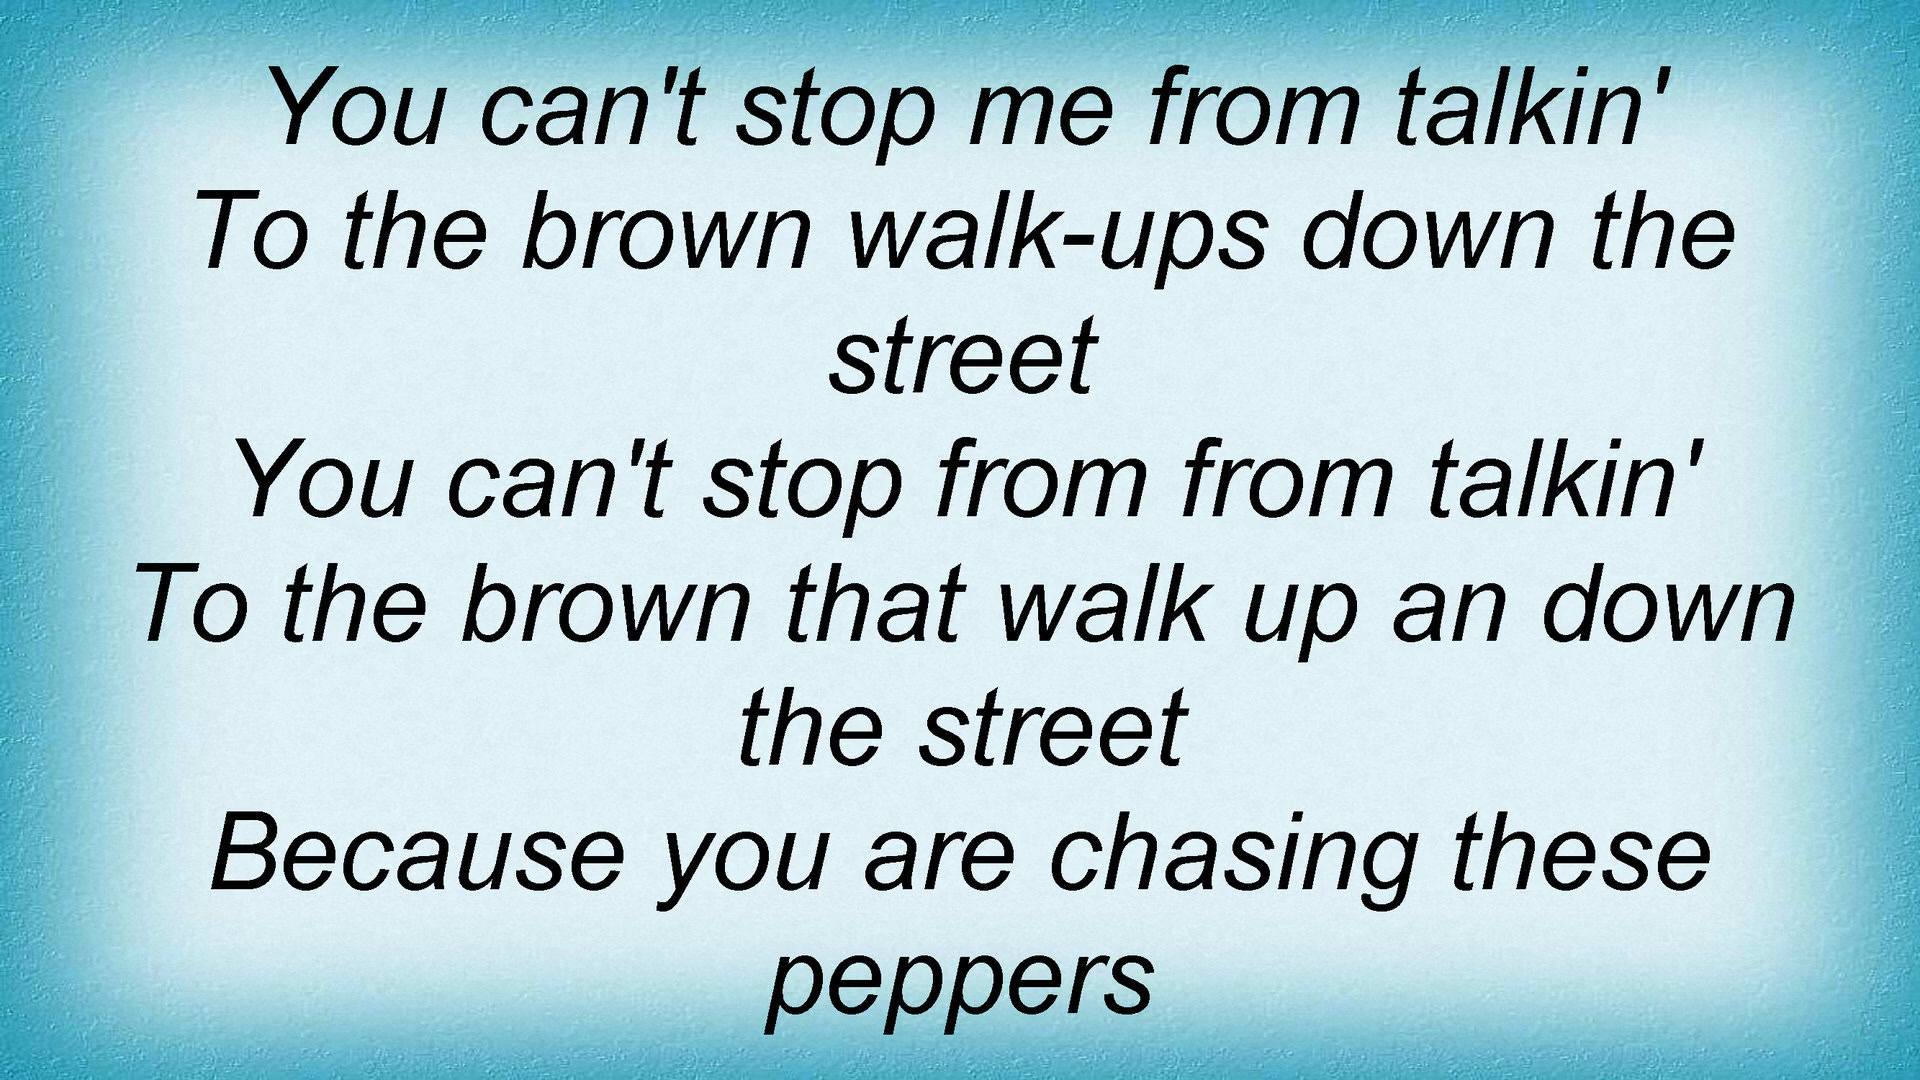 You can't stop me from talkin'
To the brown walk-ups down the
street
You can't stop from from talkin'
To the brown that walk up an down
the street
Because you are chasing these
peppers